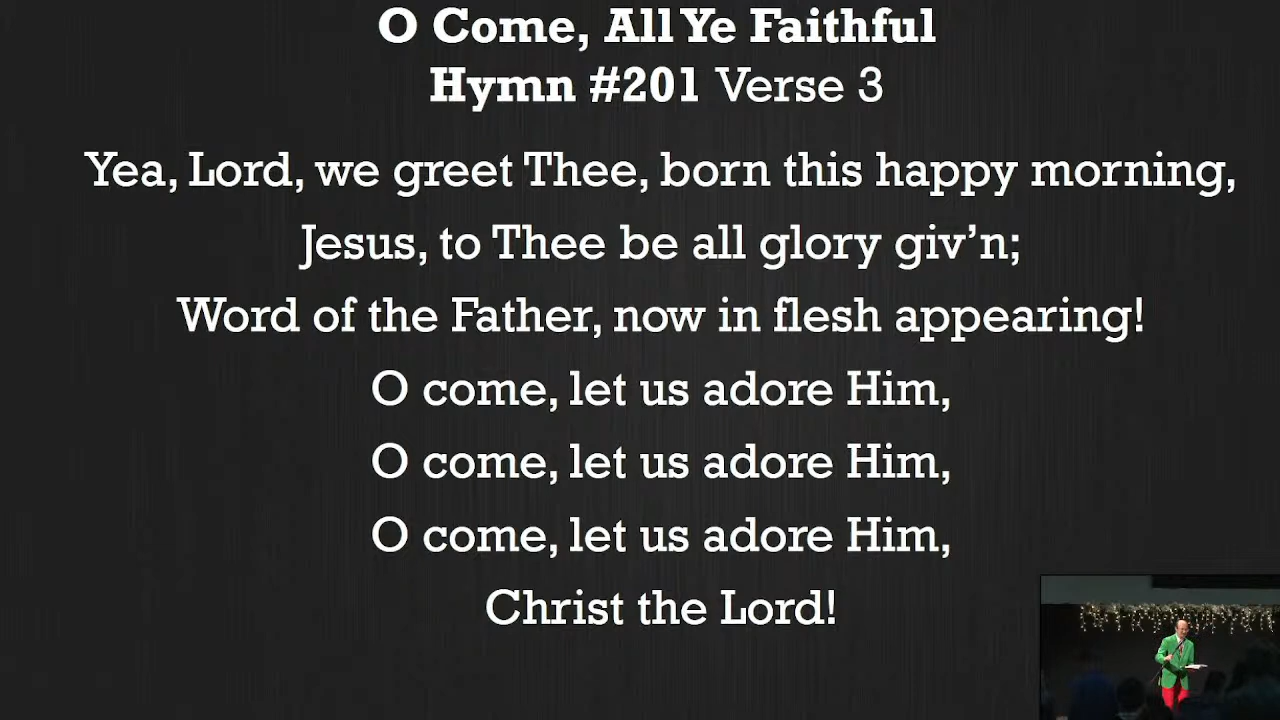 O Come, All Ye Faithful
Hymn #201 Verse 3
Yea, Lord, we greet Thee, born this happy morning,
Jesus, to Thee be all glory giv’n;
Word of the Father, now in flesh appearing!
O come, let us adore Him,
O come, let us adore Him,
O come, let us adore Him,
Christ the Lord!